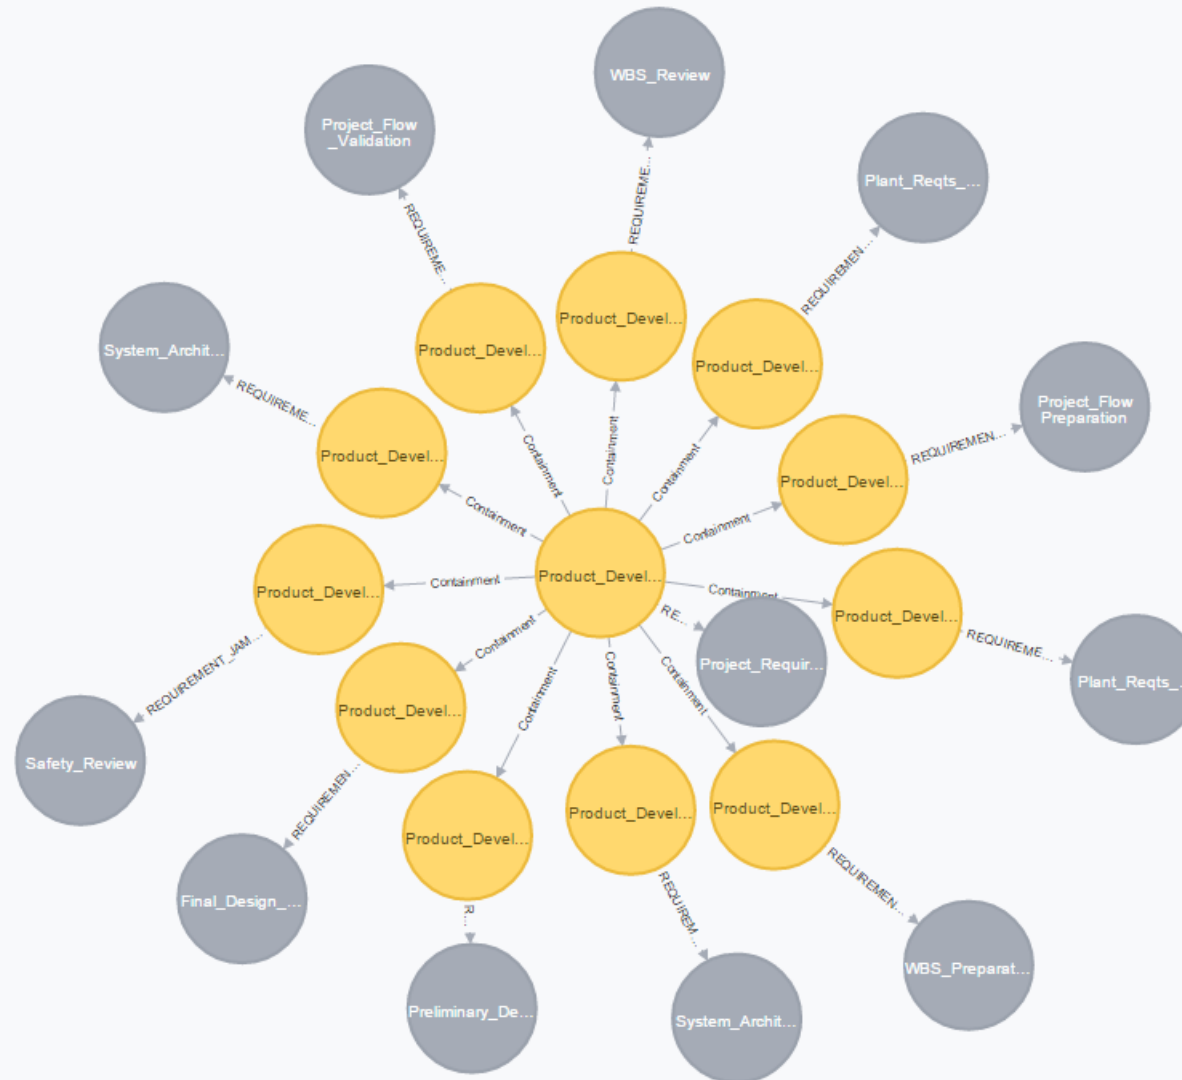 WBS_Review
Project_Flow
_Validation
Plant_Reqts_...
REQUIREME...
REQUIREME...
REQUIREMEN...
System_Archit...
Product_Devel...
Product_Devel...
Product_Devel...
Project_Flow
Preparation
REQUIREME...
REQUIREMEN...
Product_Devel...
Containment
Containment
Containment
Product_Devel...
Containment
Containment
Product_Devel...
Containment
Product_Devel...
Containment
Product_Devel...
RE...
Containment
REQUIREME...
REQUIREMENT_JAM...
Project_Requir...
Plant_Reqts_...
Containment
Containment
Containment
Product_Devel...
Safety_Review
REQUIREMEN...
Product_Devel...
Product_Devel...
Product_Devel...
REQUIREMEN...
Final_Design_...
R...
REQUIREM...
WBS_Preparat...
Preliminary_De...
System_Archit...